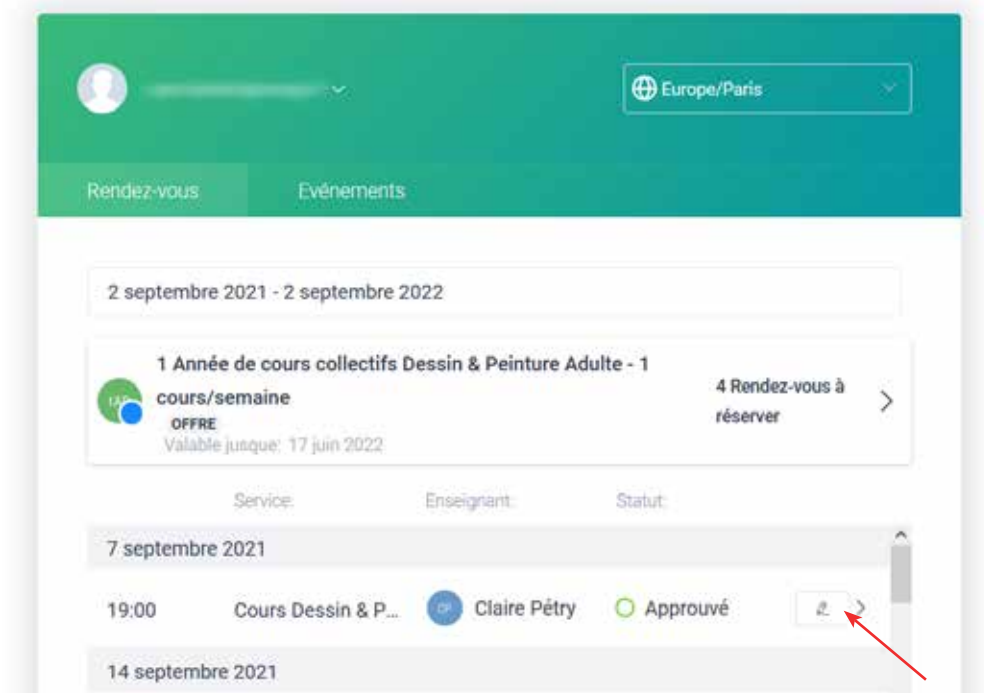 Europe/Paris
Rendez-vous Evénements
2 septembre 2021 - 2 septembre 2022
1 Année de cours collectifs Dessin & Peinture Adulte - 1
cours/semaine
4 Rendez-vous à
réserver
OFFRE
Valable jusque: 17 juin 2022
Service: Enseignant: Statut:
7 septembre 2021
19:00 Cours Dessin & P... CP Claire Pétry Approuvé
14 septembre 2021